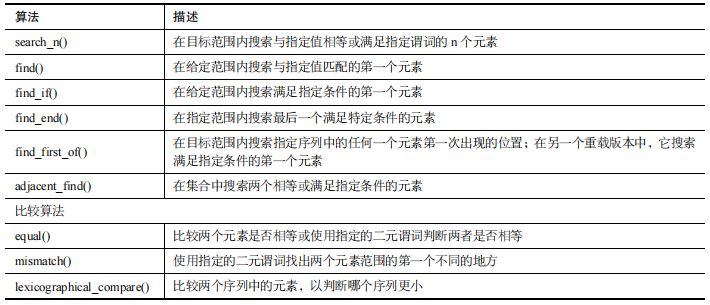 算法 描述
search_n() 在目标范围内搜索与指定值相等或满足指定谓词的 n 个元素
find() 在给定范围内搜索与指定值匹配的第一个元素
find_if() 在给定范围内搜索满足指定条件的第一个元素
find_end() 在指定范围内搜索最后一个满足特定条件的元素
find_first_of() 在目标范围内搜索指定序列中的任何一个元素第一次出现的位置；在另一个重载版本中，它搜索
满足指定条件的第一个元素
adjacent_find() 在集合中搜索两个相等或满足指定条件的元素
比较算法
equal() 比较两个元素是否相等或使用指定的二元谓词判断两者是否相等
mismatch() 使用指定的二元谓词找出两个元素范围的第一个不同的地方
lexicographical_compare() 比较两个序列中的元素，以判断哪个序列更小